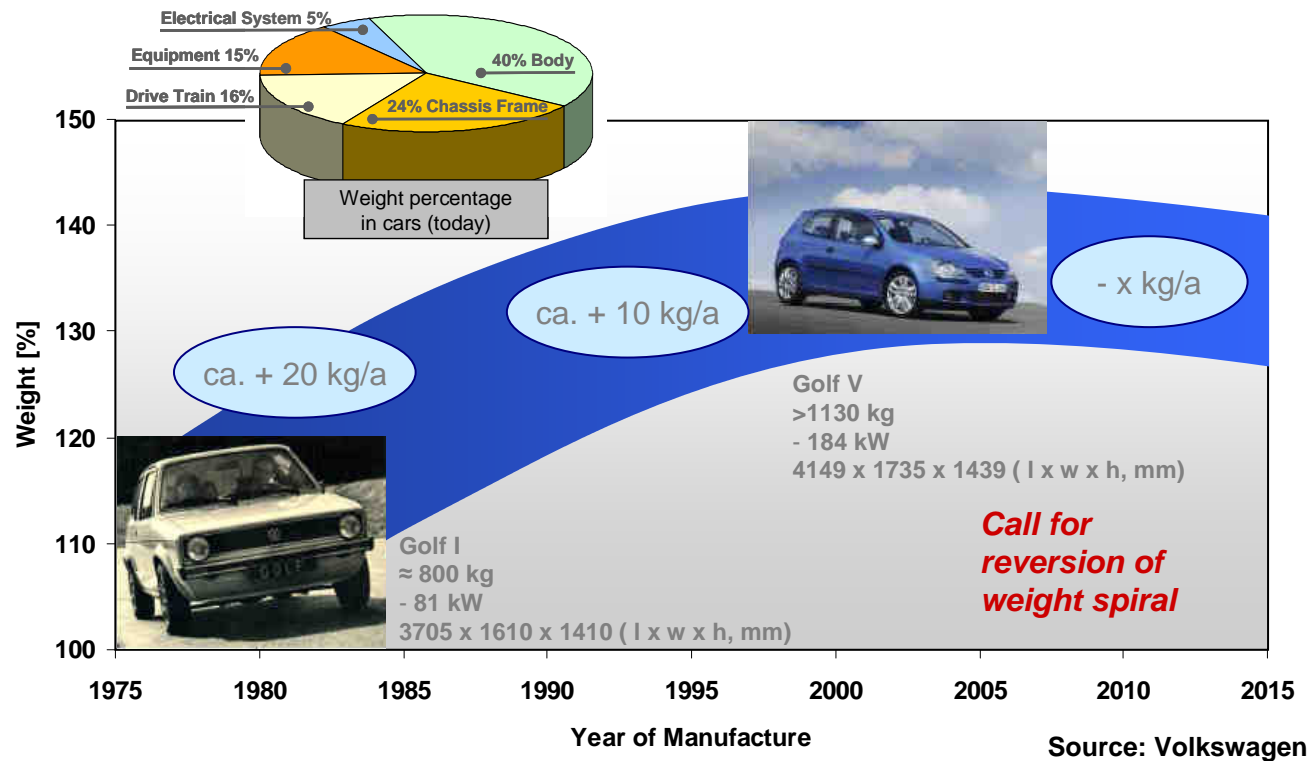 Electrical System 5%
Equipment 15%
40% Body
Drive Train 16%
24% Chassis Frame
Weight percentage
in cars (today)
Weight [%]
150
140
130
120
110
100
ca. + 20 kg/a
ca. + 10 kg/a
- x kg/a
Golf V
>1130 kg
- 184 kW
4149 x 1735 x 1439 ( l x w x h, mm)
GOLF
Golf I
≈ 800 kg
- 81 kW
3705 x 1610 x 1410 ( l x w x h, mm)
Call for
reversion of
weight spiral
1975 1980 1985 1990 1995 2000 2005 2010 2015
Year of Manufacture
Source: Volkswagen